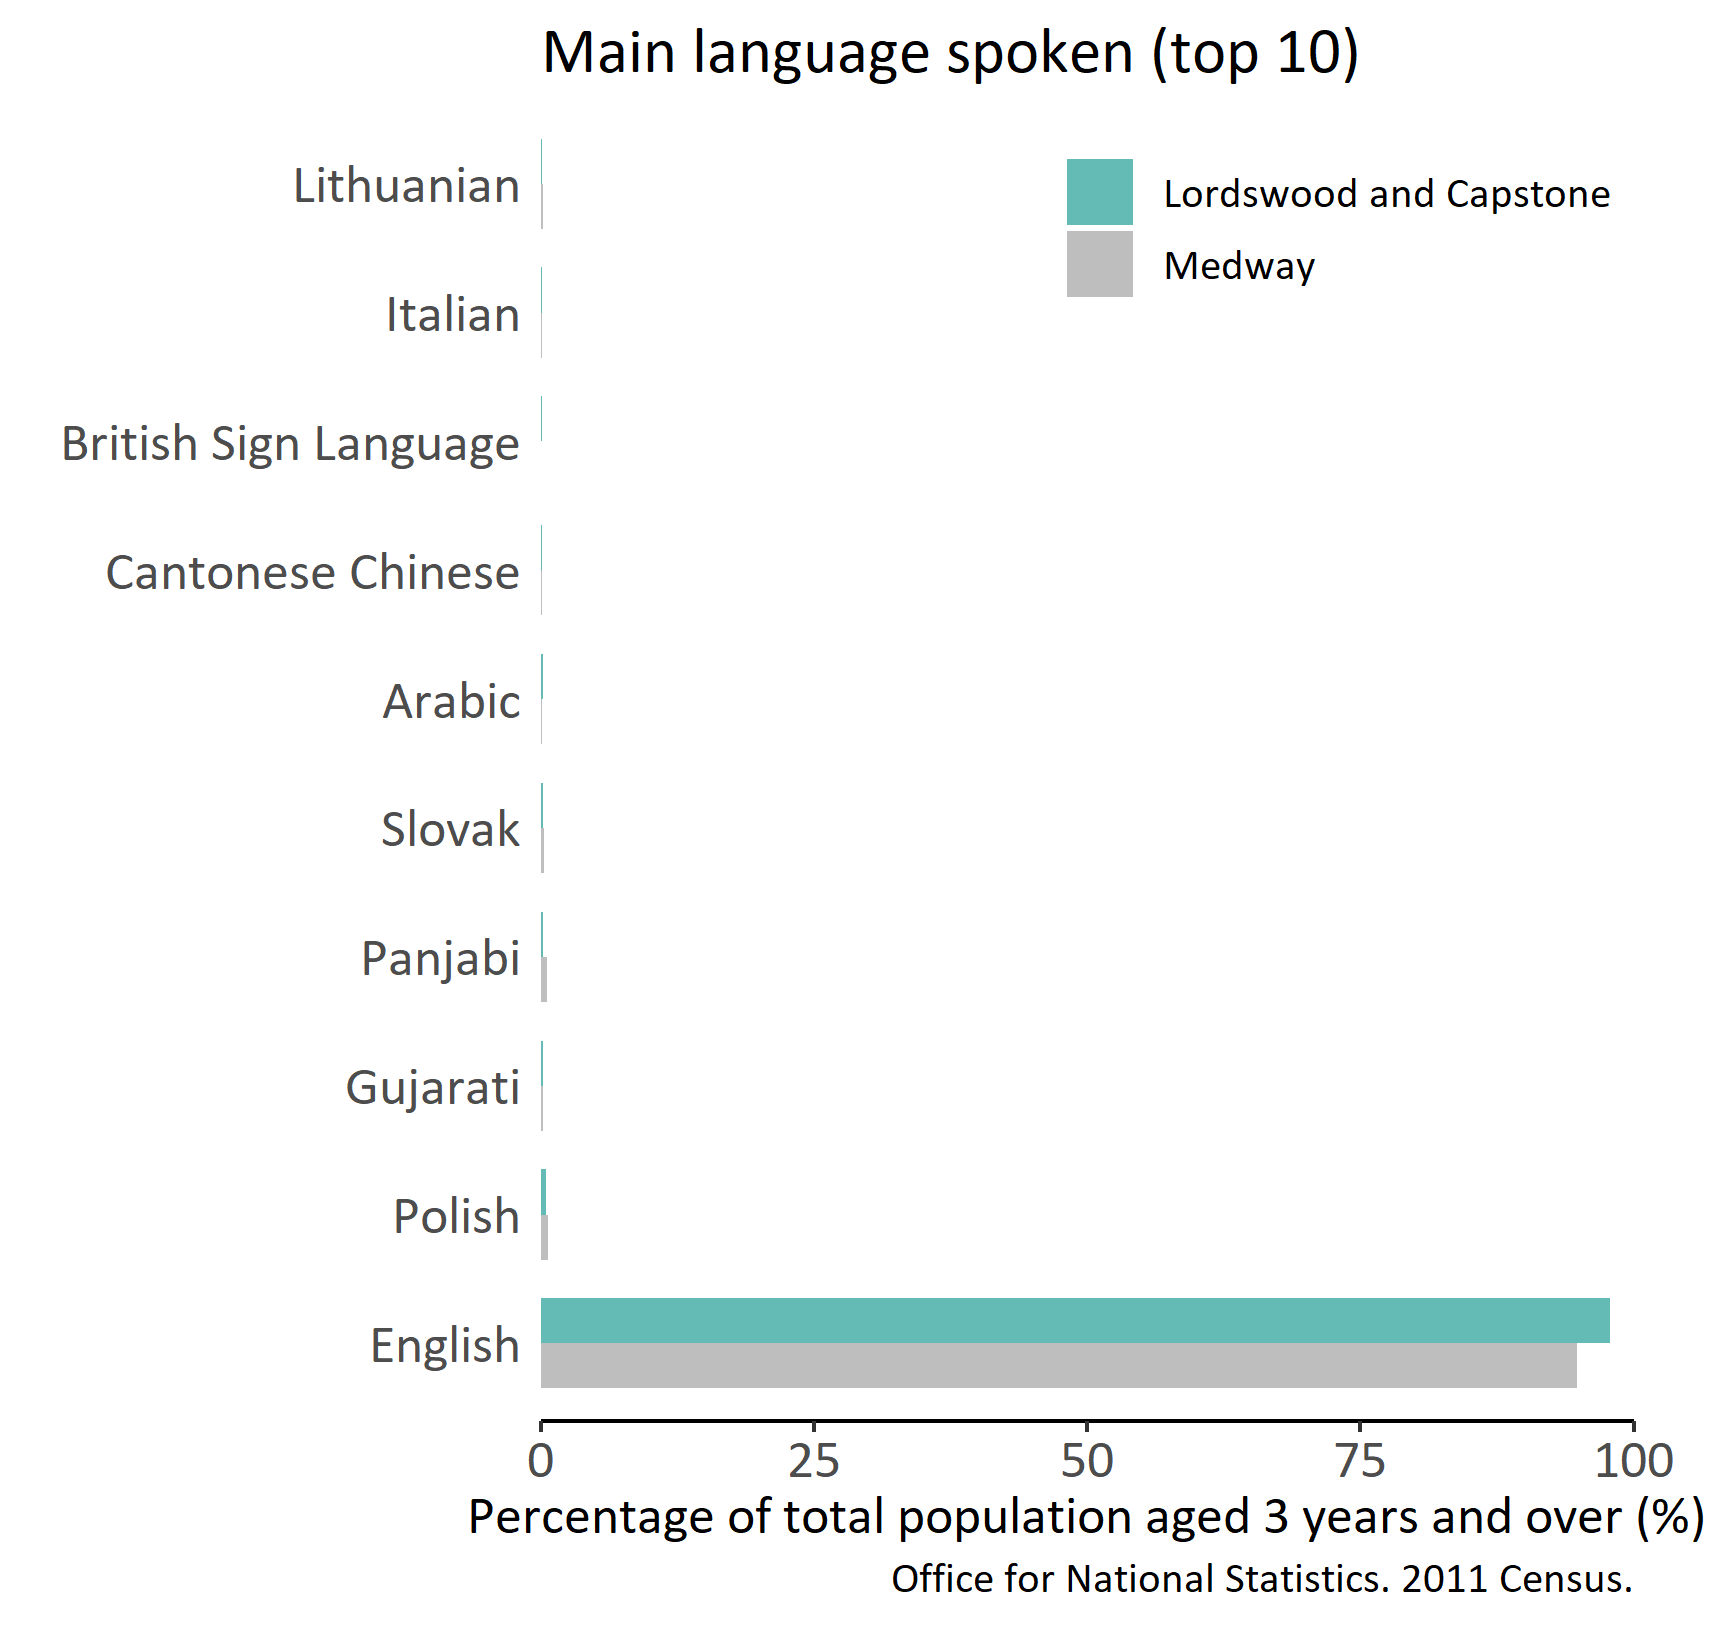 Main language spoken (top 10)
Lordswood and Capstone
Medway
Lithuanian
Italian
British Sign Language
Cantonese Chinese
Arabic
Slovak
Panjabi
Gujarati
Polish
English
0 25 50 75 100
Percentage of total population aged 3 years and over (%)
Office for National Statistics. 2011 Census.